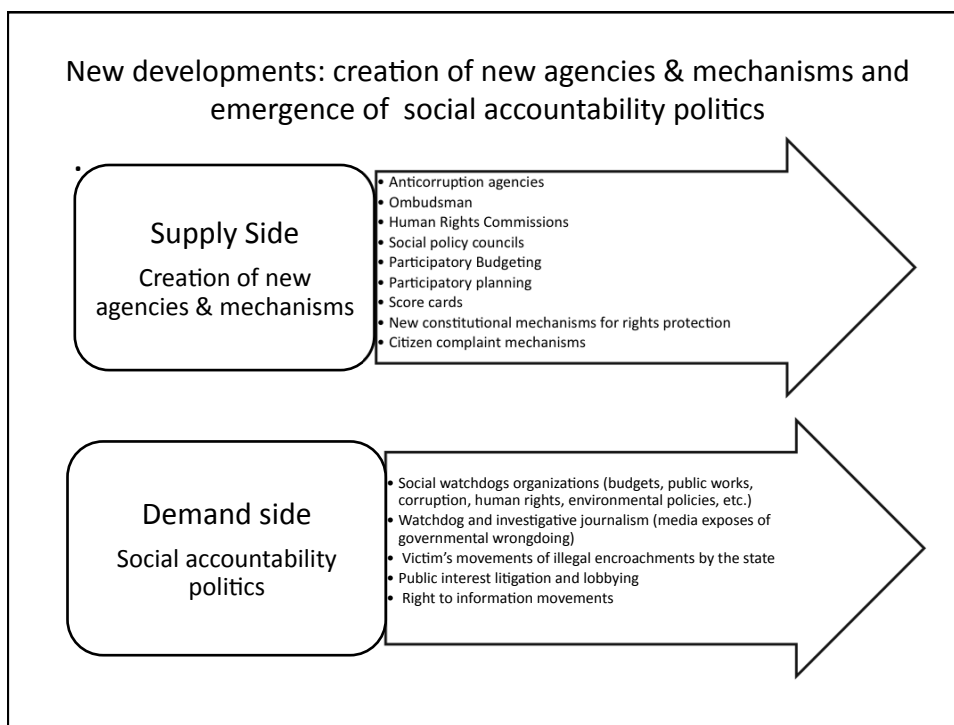 New developments: creation of new agencies & mechanisms and
emergence of social accountability politics
•
Supply Side
Creation of new
agencies & mechanisms
• Anticorruption agencies
• Ombudsman
• Human Rights Commissions
• Social policy councils
• Participatory Budgeting
• Participatory planning
• Score cards
• New constitutional mechanisms for rights protection
• Citizen complaint mechanisms
Demand side
Social accountability
politics
• Social watchdogs organizations (budgets, public works,
corruption, human rights, environmental policies, etc.)
• Watchdog and investigative journalism (media exposes of
governmental wrongdoing)
• Victim's movements of illegal encroachments by the state
• Public interest litigation and lobbying
• Right to information movements